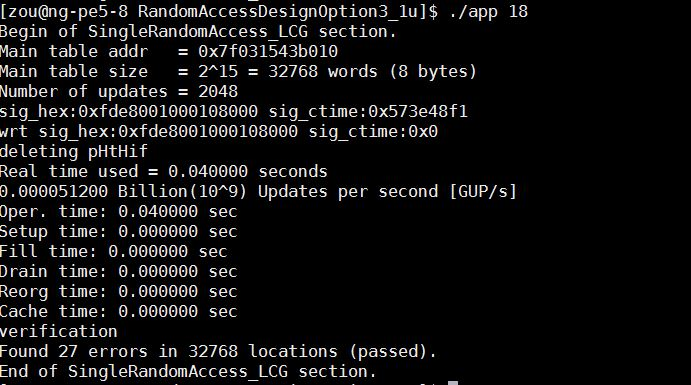 [zou@ng-pe5-8 RandomAccessDesignOption3_1u]$ ./app 18
Begin of SingleRandomAccess_LCG section.
Main table addr   = 0x7f031543b010
Main table size   = 2^15 = 32768 words (8 bytes)
Number of updates = 2048
sig_hex:0xfde8001000108000 sig_ctime:0x573e48f1
wrt sig_hex:0xfde8001000108000 sig_ctime:0x0
deleting pHtHif
Real time used = 0.040000 seconds
0.000051200 Billion(10^9) Updates per second [GUP/s]
Oper. time: 0.040000 sec
Setup time: 0.000000 sec
Fill time: 0.000000 sec
Drain time: 0.000000 sec
Reorg time: 0.000000 sec
Cache time: 0.000000 sec
verification
Found 27 errors in 32768 locations (passed).
End of SingleRandomAccess_LCG section.